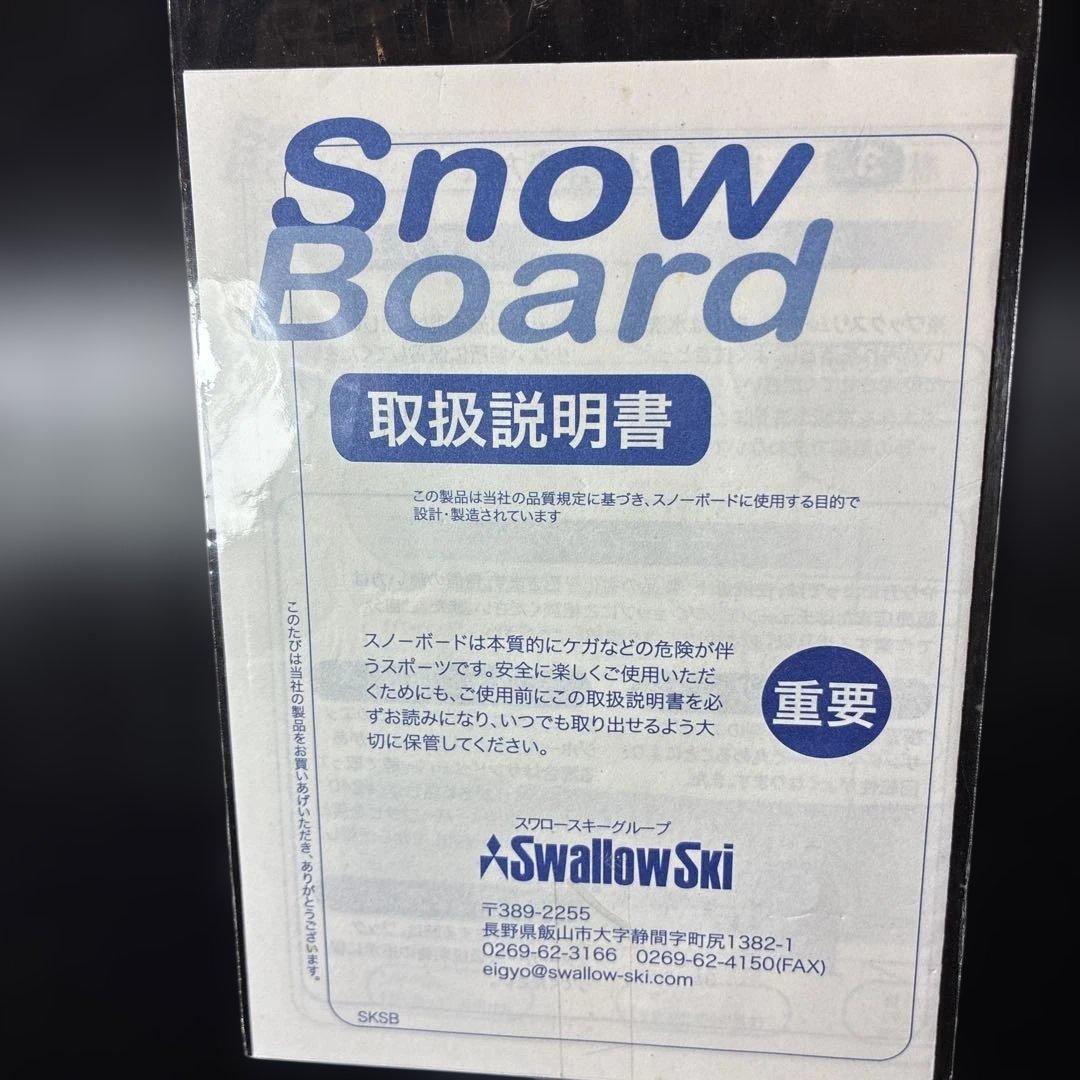 Snow
Board
取扱説明書
この製品は当社の品質規定に基づき、スノーボードに使用する目的で
設計・製造されています
このたびは当社の製品をお買いあげいただき、ありがとうございます。
スノーボードは本質的にケガなどの危険が伴
うスポーツです。安全に楽しくご使用いただ
くためにも、ご使用前にこの取扱説明書を必
ずお読みになり、いつでも取り出せるよう大
切に保管してください。
重要
スワロースキーグループ
Swallow Ski
〒389-2255
長野県飯山市大字静間字町尻1382-1
0269-62-3166 0269-62-4150(FAX)
eigyo@swallow-ski.com
SKSB